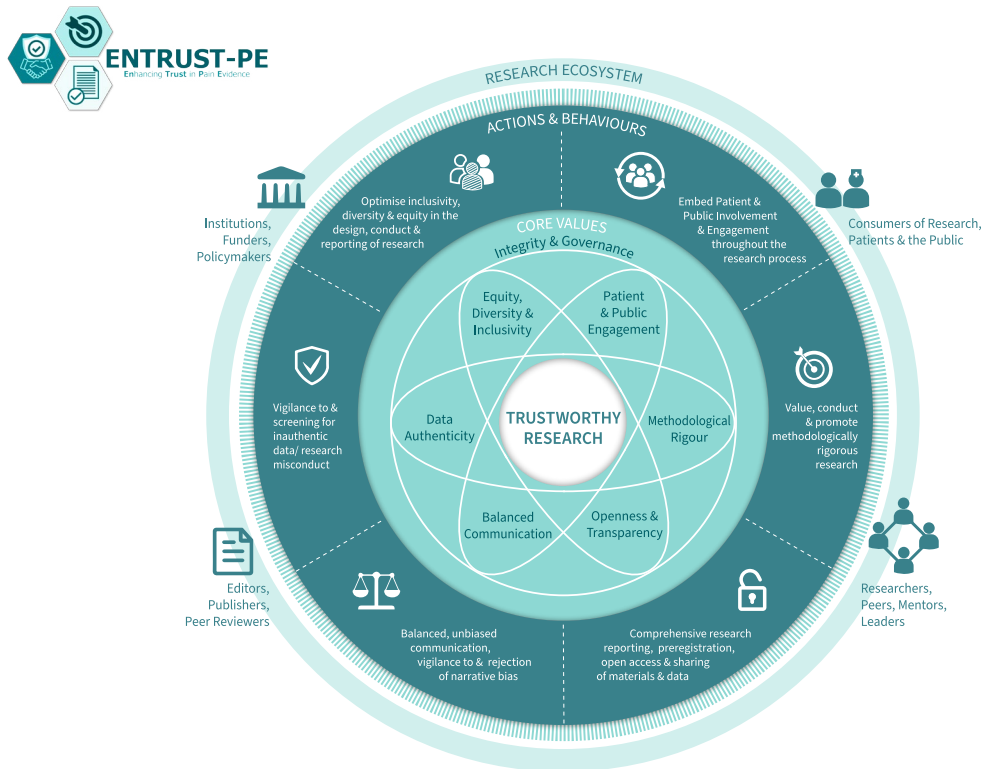 ENTRUST-PE
Enhancing Trust in Pain Evidence
RESEARCH ECOSYSTEM
ACTIONS & BEHAVIOURS
Optimise inclusivity,
diversity & equity in the
design, conduct &
reporting of research
Embed Patient &
Public Involvement
& Engagement
throughout the
research process
Institutions,
Funders,
Policymakers
Consumers of Research,
Patients & the Public
CORE VALUES
Integrity & Governance
Equity,
Diversity &
Inclusivity
Patient
& Public
Engagement
Vigilance to &
screening for
inauthentic
data/ research
misconduct
Data
Authenticity
TRUSTWORTHY
RESEARCH
Methodological
Rigour
Value, conduct
& promote
methodologically
rigorous
research
Balanced
Communication
Openness &
Transparency
Editors,
Publishers,
Peer Reviewers
Researchers,
Peers, Mentors,
Leaders
Balanced, unbiased
communication,
vigilance to & rejection
of narrative bias
Comprehensive research
reporting, preregistration,
open access & sharing
of materials & data